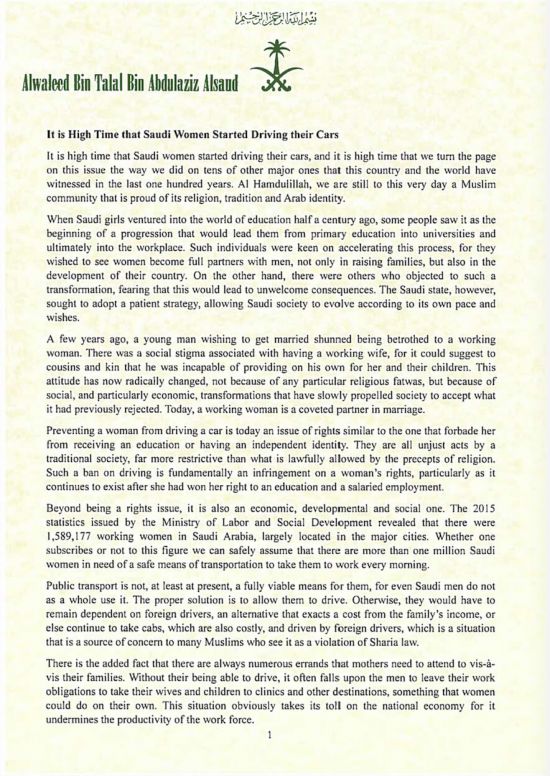 بسم الله الرحمن الرحيم
Alwaleed Bin Talal Bin Abdulaziz Alsaud
It is High Time that Saudi Women Started Driving their Cars
It is high time that Saudi women started driving their cars, and it is high time that we turn the page
on this issue the way we did on tens of other major ones that this country and the world have
witnessed in the last one hundred years. Al Hamdulillah, we are still to this very day a Muslim
community that is proud of its religion, tradition and Arab identity.
When Saudi girls ventured into the world of education half a century ago, some people saw it as the
beginning of a progression that would lead them from primary education into universities and
ultimately into the workplace. Such individuals were keen on accelerating this process, for they
wished to see women become full partners with men, not only in raising families, but also in the
development of their country. On the other hand, there were others who objected to such a
transformation, fearing that this would lead to unwelcome consequences. The Saudi state, however,
sought to adopt a patient strategy, allowing Saudi society to evolve according to its own pace and
wishes.
A few years ago, a young man wishing to get married shunned being betrothed to a working
woman. There was a social stigma associated with having a working wife, for it could suggest to
cousins and kin that he was incapable of providing on his own for her and their children. This
attitude has now radically changed, not because of any particular religious fatwas, but because of
social, and particularly economic, transformations that have slowly propelled society to accept what
it had previously rejected. Today, a working woman is a coveted partner in marriage.
Preventing a woman from driving a car is today an issue of rights similar to the one that forbade her
from receiving an education or having an independent identity. They are all unjust acts by a
traditional society, far more restrictive than what is lawfully allowed by the precepts of religion.
Such a ban on driving is fundamentally an infringement on a woman's rights, particularly as it
continues to exist after she had won her right to an education and a salaried employment.
Beyond being a rights issue, it is also an economic, developmental and social one. The 2015
statistics issued by the Ministry of Labor and Social Development revealed that there were
1,589,177 working women in Saudi Arabia, largely located in the major cities. Whether one
subscribes or not to this figure we can safely assume that there are more than one million Saudi
women in need of a safe means of transportation to take them to work every morning.
Public transport is not, at least at present, a fully viable means for them, for even Saudi men do not
as a whole use it. The proper solution is to allow them to drive. Otherwise, they would have to
remain dependent on foreign drivers, an alternative that exacts a cost from the family's income, or
else continue to take cabs, which are also costly, and driven by foreign drivers, which is a situation
that is a source of concern to many Muslims who see it as a violation of Sharia law.
There is the added fact that there are always numerous errands that mothers need to attend to vis-à-
vis their families. Without their being able to drive, it often falls upon the men to leave their work
obligations to take their wives and children to clinics and other destinations, something that women
could do on their own. This situation obviously takes its toll on the national economy for it
undermines the productivity of the work force.
1